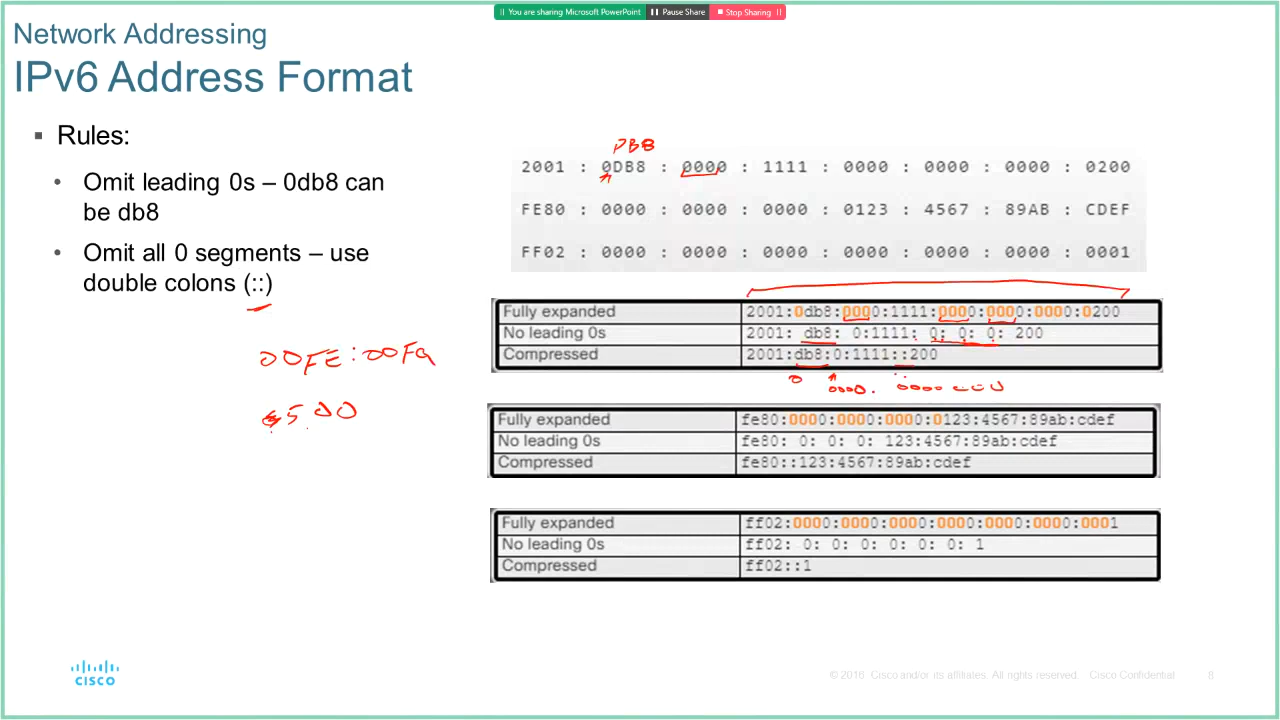 You are sharing Microsoft PowerPoint Pause Share Stop Sharing
Network Addressing
IPv6 Address Format
▪ Rules:
• Omit leading 0s – 0db8 can
be db8
• Omit all 0 segments – use
double colons (::)
DB8
2001 : 0DB8 : 0000 : 1111 : 0000 : 0000 : 0000 : 0200
FE80 : 0000 : 0000 : 0000 : 0123 : 4567 : 89AB : CDEF
FF02 : 0000 : 0000 : 0000 : 0000 : 0000 : 0000 : 0001
Fully expanded 2001:0db8:0000:1111:0000:0000:0000:0200
No leading 0s 2001: db8: 0:1111: 0: 0: 0: 200
Compressed 2001:db8:0:1111::200
0 0000.
00FE:00FA
500
Fully expanded fe80:0000:0000:0000:0123:4567:89ab:cdef
No leading 0s fe80: 0: 0: 0: 123:4567:89ab:cdef
Compressed fe80::123:4567:89ab:cdef
Fully expanded ff02:0000:0000:0000:0000:0000:0000:0001
No leading 0s ff02: 0: 0: 0: 0: 0: 0: 1
Compressed ff02::1
CISCO
© 2016 Cisco and/or its affiliates. All rights reserved. Cisco Confidential 8